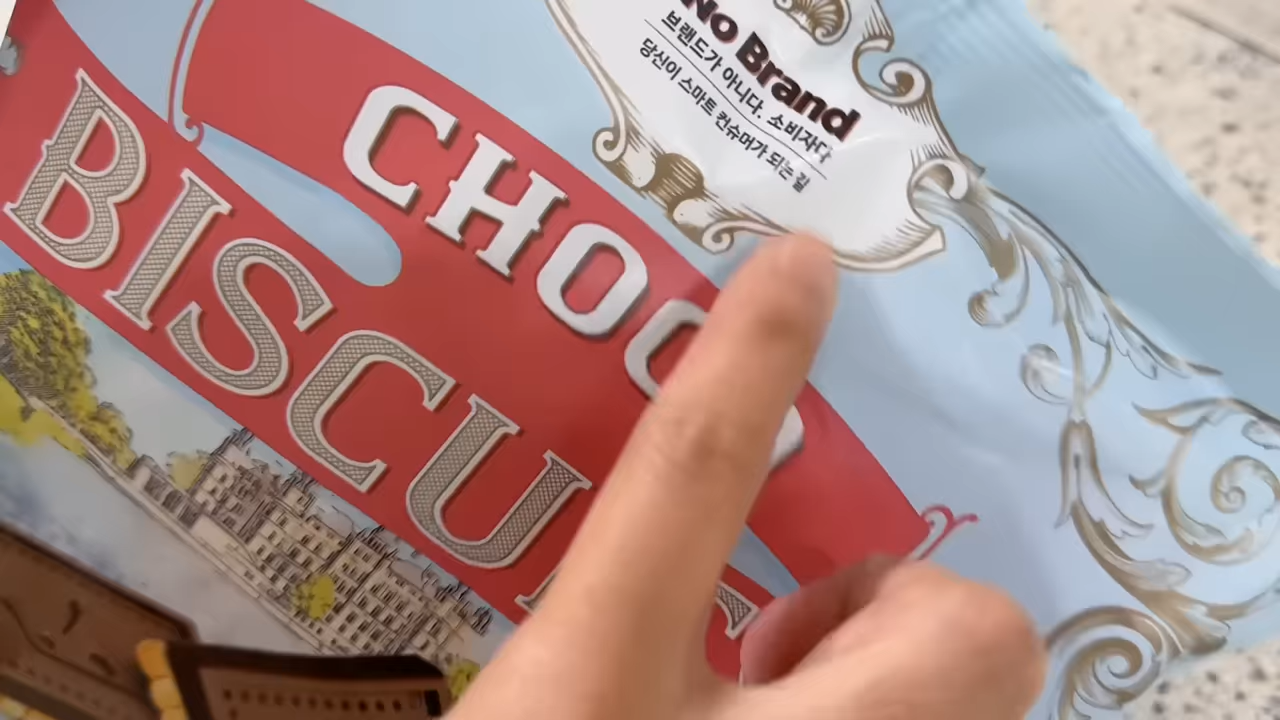 No Brand
브랜드가 아니다. 소비자다
당신이 스마트 컨슈머가 되는 길
CHOC
BISCU